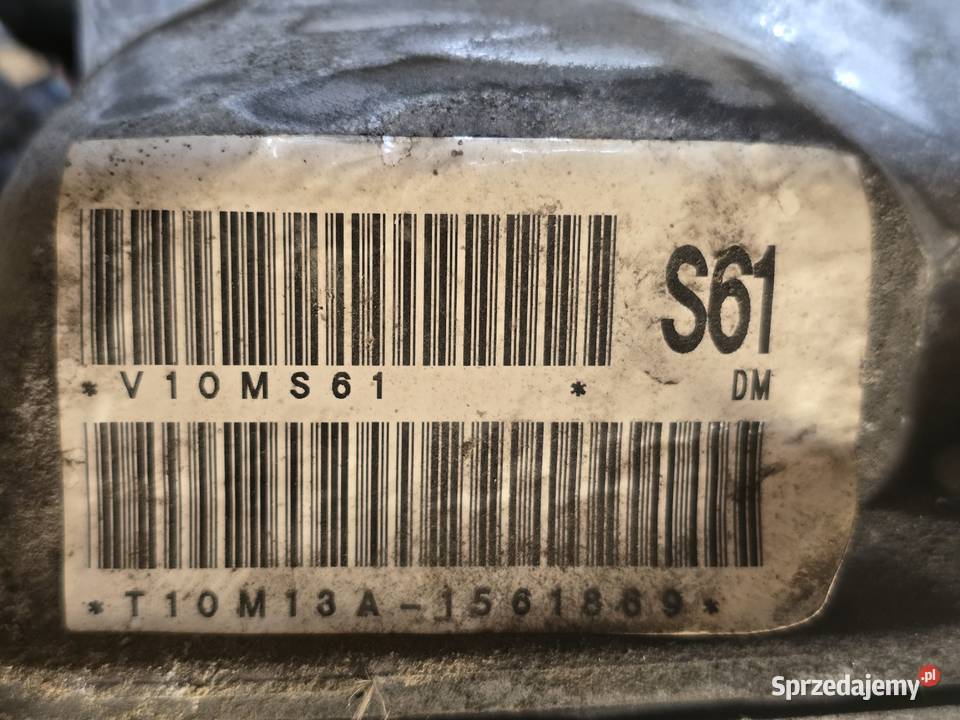 S61
*V10MS61 *
DM
*T10M13A-1561869*
Sprzedajemy.pl